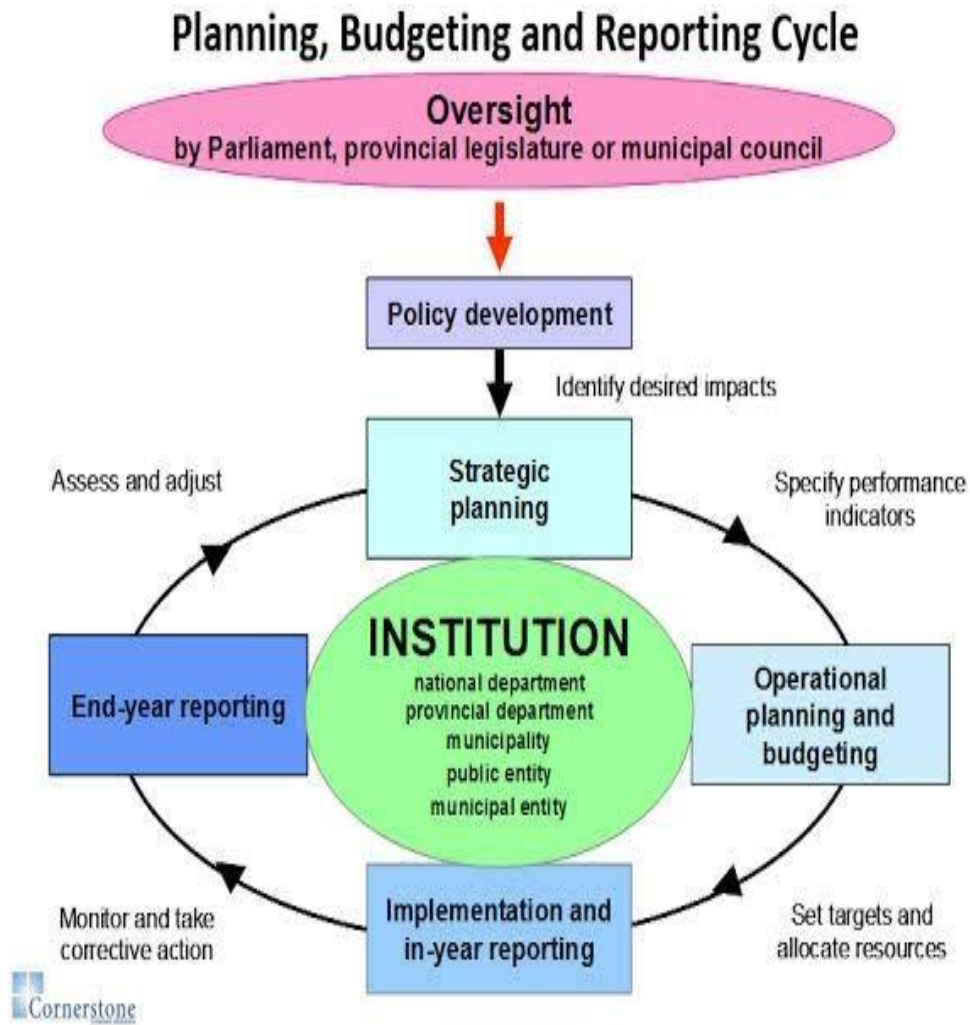 Planning, Budgeting and Reporting Cycle
Oversight
by Parliament, provincial legislature or municipal council
Policy development
Identify desired impacts
Strategic
planning
Assess and adjust
Specify performance
indicators
INSTITUTION
national department
provincial department
municipality
public entity
municipal entity
End-year reporting
Operational
planning and
budgeting
Implementation and
in-year reporting
Monitor and take
corrective action
Set targets and
allocate resources
Cornerstone